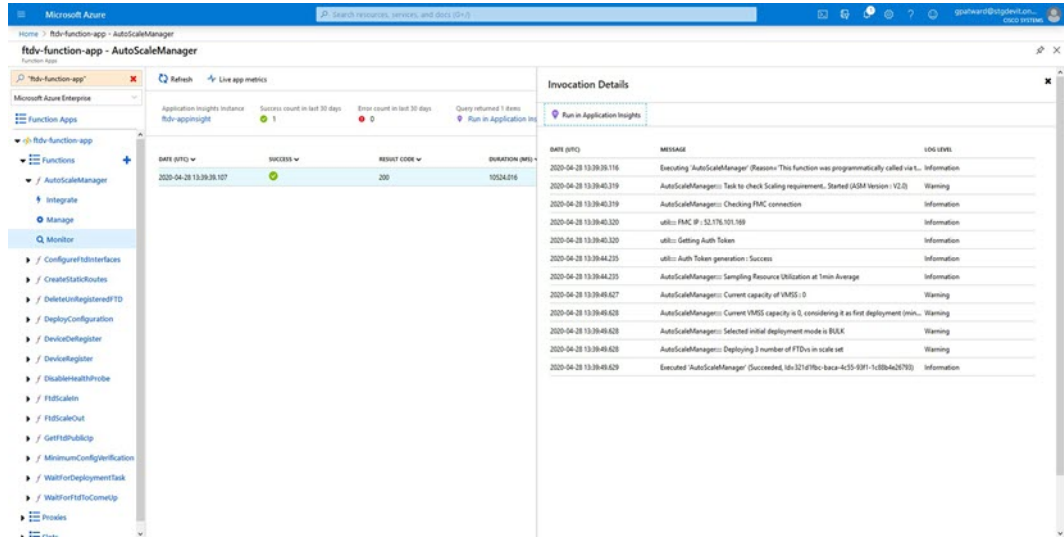 Microsoft Azure
Search resources, services, and docs (G+/)
gpatward@stgdevit.on...
CISCO SYSTEMS
Home > ftdv-function-app - AutoScaleManager
ftdv-function-app - AutoScaleManager
Function Apps
"ftdv-function-app"
Microsoft Azure Enterprise
Function Apps
ftdv-function-app
Functions
AutoScaleManager
Integrate
Manage
Monitor
ConfigureFtdInterfaces
CreateStaticRoutes
DeleteUnRegisteredFTD
DeployConfiguration
DeviceDeRegister
DeviceRegister
DisableHealthProbe
FtdScaleIn
FtdScaleOut
GetFtdPublicIp
MinimumConfigVerification
WaitForDeploymentTask
WaitForFtdToComeUp
Proxies
Refresh Live app metrics
Application Insights Instance
ftdv-appinsight
Success count in last 30 days
1
Error count in last 30 days
0
Query returned 1 items
Run in Application Ins
DATE (UTC) SUCCESS RESULT CODE DURATION (MS)
2020-04-28 13:39:39.107 200 10524.016
Invocation Details
Run in Application Insights
DATE (UTC) MESSAGE LOG LEVEL
2020-04-28 13:39:39.116 Executing 'AutoScaleManager' (Reason='This function was programmatically called via t... Information
2020-04-28 13:39:40.319 AutoScaleManager::: Task to check Scaling requirement.. Started (ASM Version : V2.0) Warning
2020-04-28 13:39:40.319 AutoScaleManager::: Checking FMC connection Information
2020-04-28 13:39:40.320 util::: FMC IP : 52.176.101.169 Information
2020-04-28 13:39:40.320 util::: Getting Auth Token Information
2020-04-28 13:39:44.235 util::: Auth Token generation : Success Information
2020-04-28 13:39:44.235 AutoScaleManager::: Sampling Resource Utilization at 1min Average Information
2020-04-28 13:39:49.627 AutoScaleManager::: Current capacity of VMSS : 0 Warning
2020-04-28 13:39:49.628 AutoScaleManager::: Current VMSS capacity is 0, considering it as first deployment (min... Warning
2020-04-28 13:39:49.628 AutoScaleManager::: Selected initial deployment mode is BULK Warning
2020-04-28 13:39:49.628 AutoScaleManager::: Deploying 3 number of FTDvs in scale set Warning
2020-04-28 13:39:49.629 Executed 'AutoScaleManager' (Succeeded, Id=321d1fbc-baca-4c55-93f1-1c88b4e26793) Information